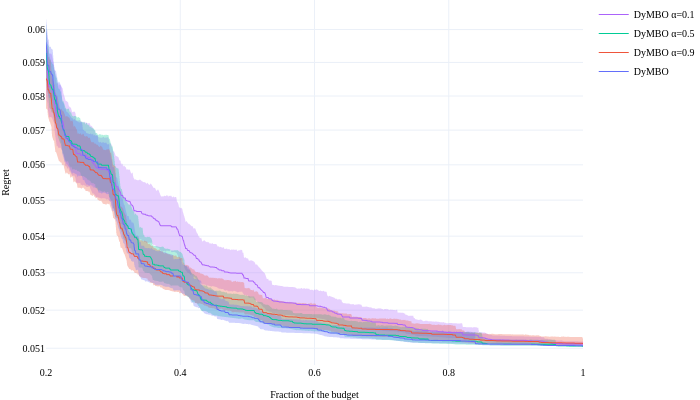 0.06
0.059
0.058
0.057
0.056
0.055
0.054
0.053
0.052
0.051
Regret
0.2
0.4
0.6
0.8
1
Fraction of the budget
DyMBO α=0.1
DyMBO α=0.5
DyMBO α=0.9
DyMBO